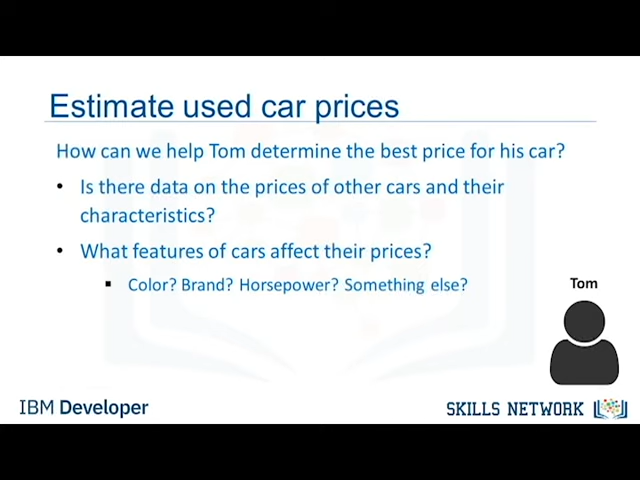 Estimate used car prices
How can we help Tom determine the best price for his car?
• Is there data on the prices of other cars and their
characteristics?
• What features of cars affect their prices?
▪ Color? Brand? Horsepower? Something else?
Tom
IBM Developer
SKILLS NETWORK